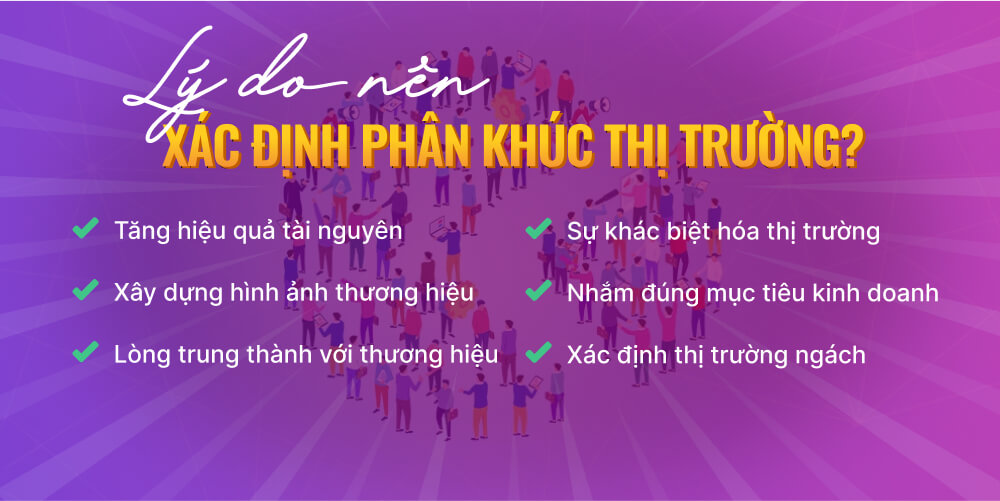 Lý do nên
XÁC ĐỊNH PHÂN KHÚC THỊ TRƯỜNG?
Tăng hiệu quả tài nguyên
Xây dựng hình ảnh thương hiệu
Lòng trung thành với thương hiệu
Sự khác biệt hóa thị trường
Nhắm đúng mục tiêu kinh doanh
Xác định thị trường ngách